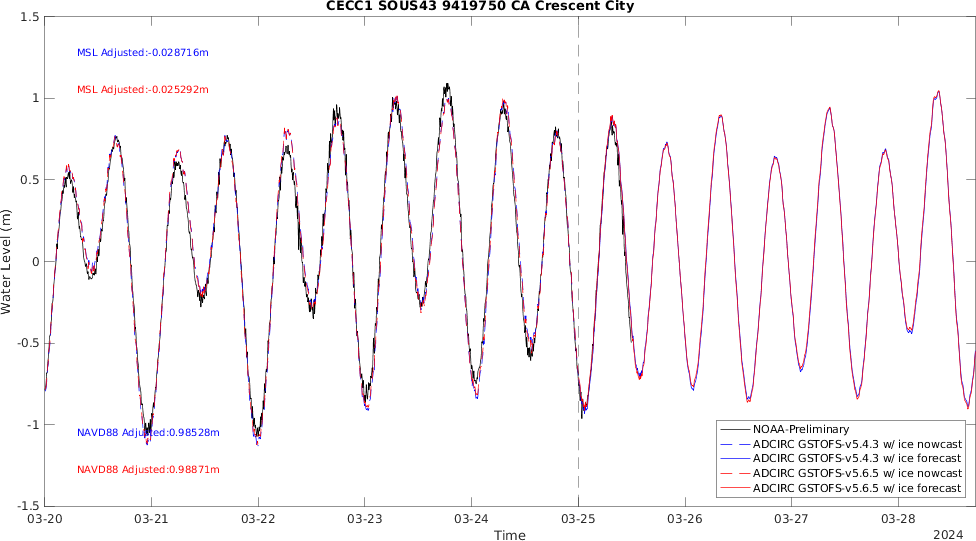 CECC1 SOUS43 9419750 CA Crescent City
1.5
MSL Adjusted:-0.028716m
1
MSL Adjusted:-0.025292m
0.5
0
Water Level (m)
-0.5
-1
NAVD88 Adjusted:0.98528m
NAVD88 Adjusted:0.98871m
-1.5
NOAA-Preliminary
ADCIRC GSTOFS-v5.4.3 w/ ice nowcast
ADCIRC GSTOFS-v5.4.3 w/ ice forecast
ADCIRC GSTOFS-v5.6.5 w/ ice nowcast
ADCIRC GSTOFS-v5.6.5 w/ ice forecast
03-20 03-21 03-22 03-23 03-24 03-25 03-26 03-27 03-28
Time
2024